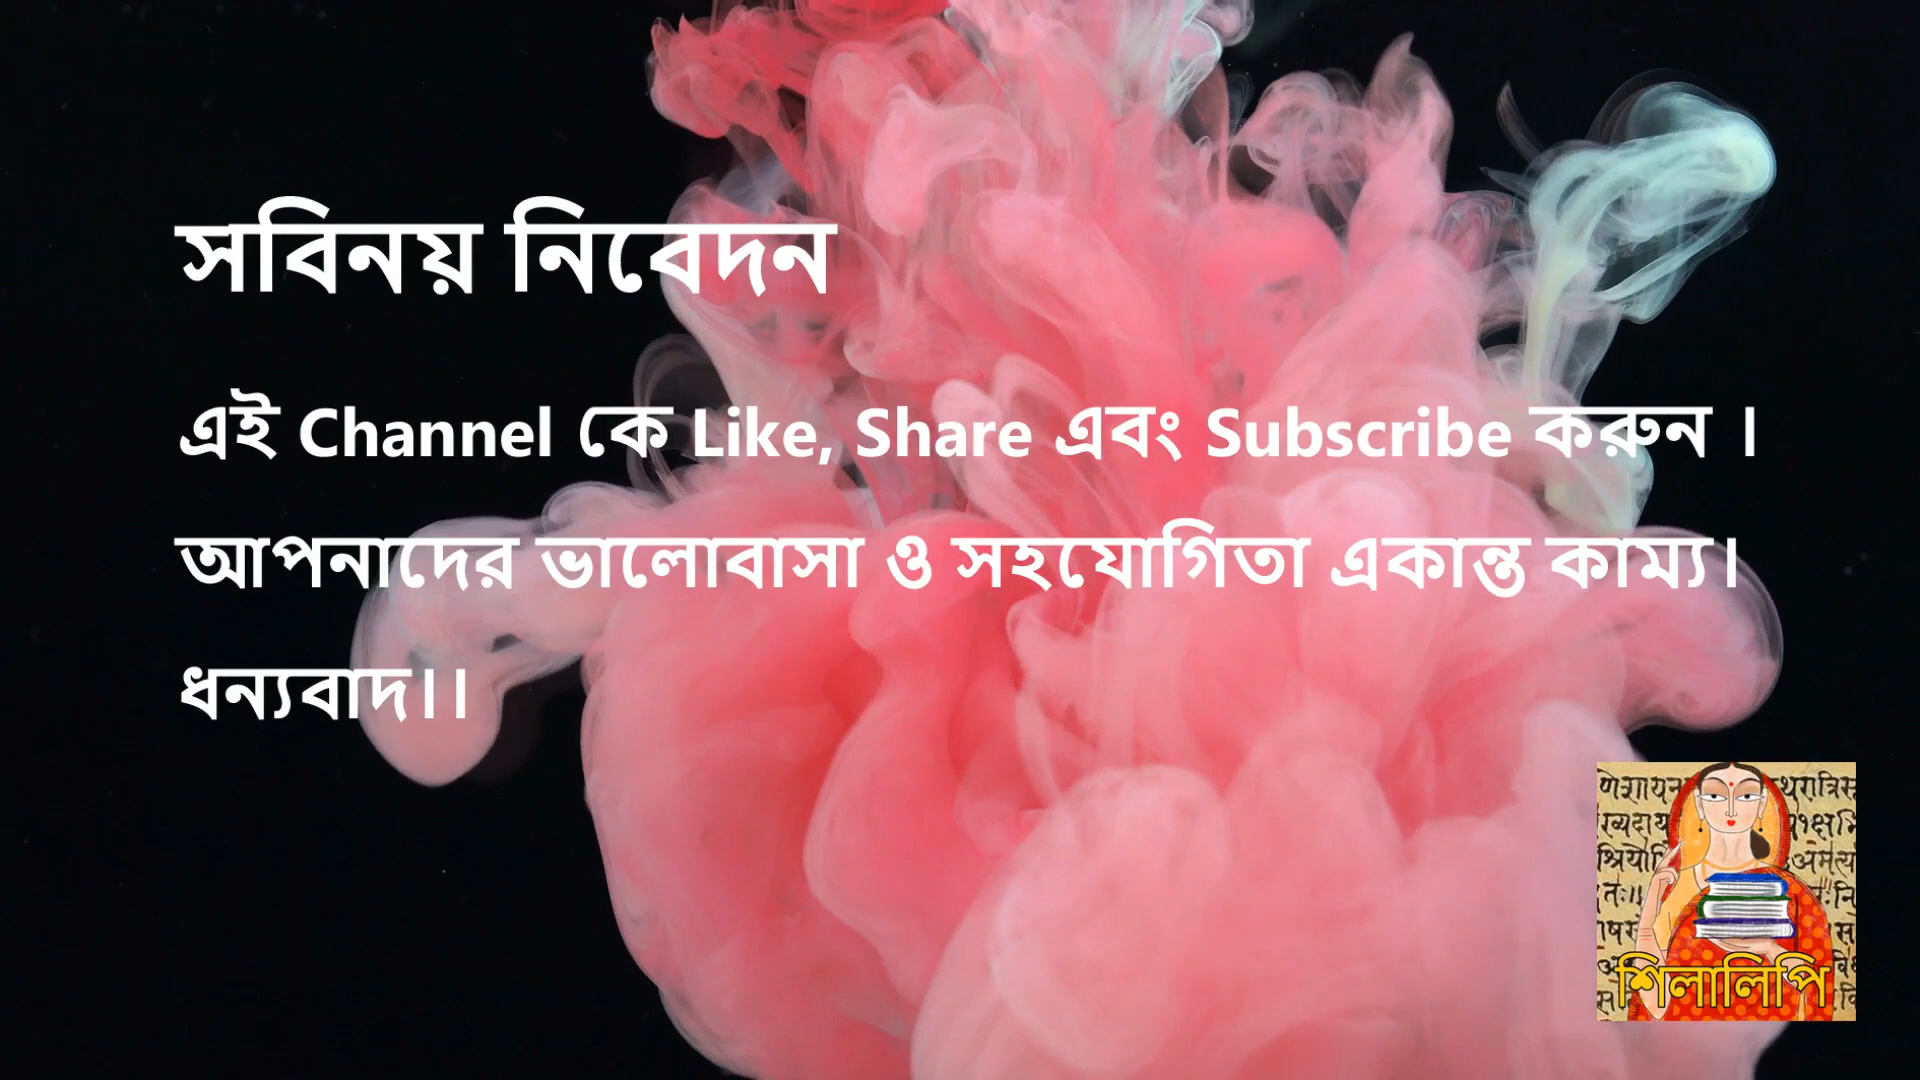 সবিনয় নিবেদন
এই Channel কে Like, Share এবং Subscribe করুন ।
আপনাদের ভালোবাসা ও সহযোগিতা একান্ত কাম্য।
ধন্যবাদ।।
শিলালিপি